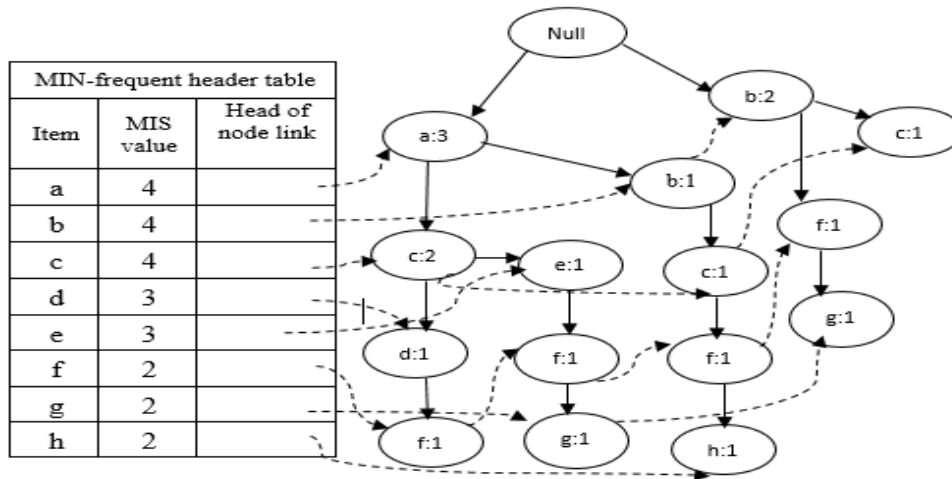 MIN-frequent header table
Item MIS value Head of node link
a 4
b 4
c 4
d 3
e 3
f 2
g 2
h 2
Null
b:2
a:3
c:1
b:1
f:1
c:2
e:1
c:1
g:1
d:1
f:1
f:1
f:1
g:1
h:1